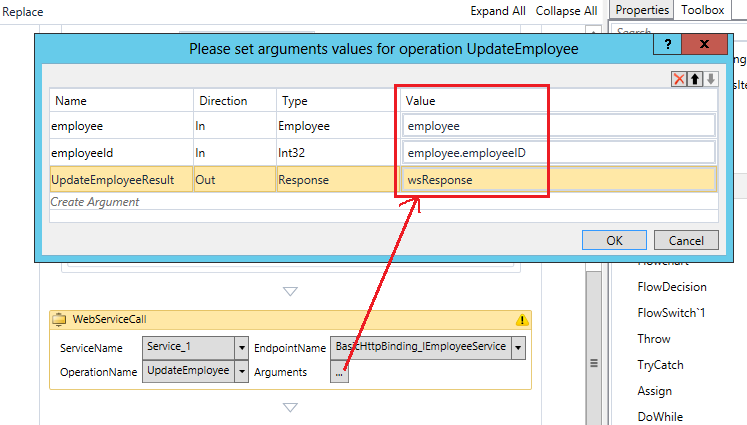 Replace
Expand All Collapse All
Properties Toolbox
Search
Please set arguments values for operation UpdateEmployee
? X
Name Direction Type Value
employee In Employee employee
employeeId In Int32 employee.employeeID
UpdateEmployeeResult Out Response wsResponse
Create Argument
OK Cancel
FlowDecision
FlowSwitch`1
Throw
TryCatch
Assign
DoWhile
WebServiceCall
ServiceName Service_1 EndpointName BasicHttpBinding_IEmployeeService
OperationName UpdateEmployee Arguments ...